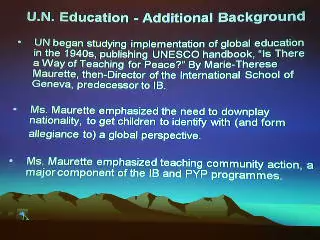 U.N. Education - Additional Background
• UN began studying implementation of global education
in the 1940s, publishing UNESCO handbook, "Is There
a Way of Teaching for Peace?" By Marie-Therese
Maurette, then-Director of the International School of
Geneva, predecessor to IB.
• Ms. Maurette emphasized the need to downplay
nationality, to get children to identify with (and form
allegiance to) a global perspective.
• Ms. Maurette emphasized teaching community action, a
major component of the IB and PYP programmes.